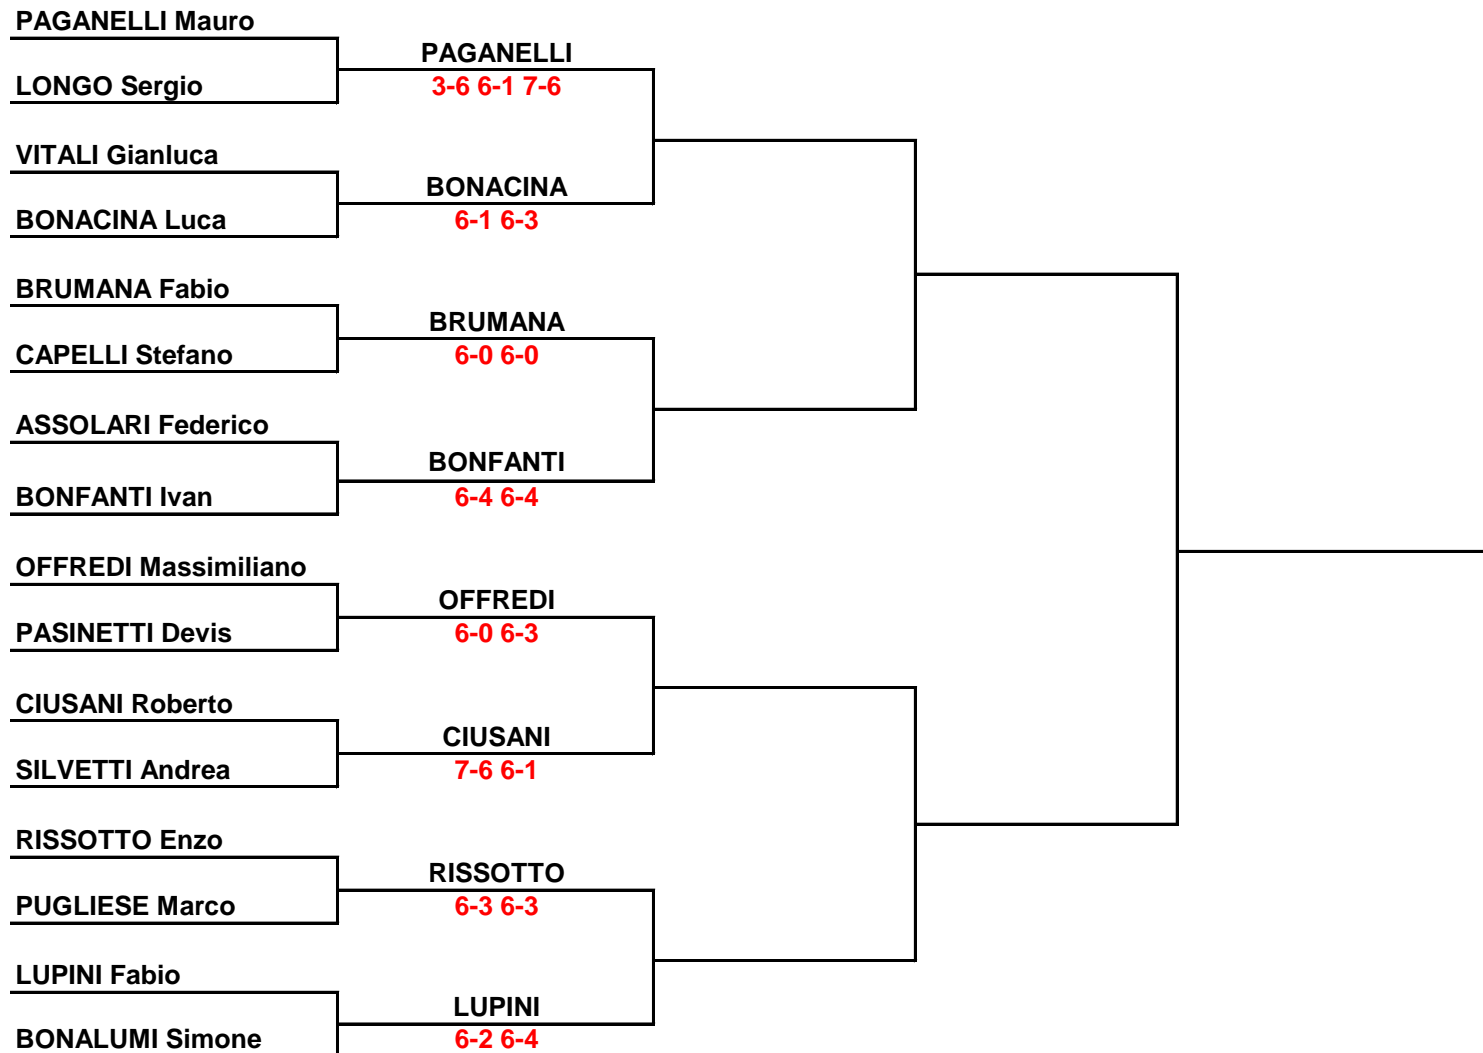 PAGANELLI Mauro
PAGANELLI
LONGO Sergio
3-6 6-1 7-6
VITALI Gianluca
BONACINA
BONACINA Luca
6-1 6-3
BRUMANA Fabio
BRUMANA
CAPELLI Stefano
6-0 6-0
ASSOLARI Federico
BONFANTI
BONFANTI Ivan
6-4 6-4
OFFREDI Massimiliano
OFFREDI
PASINETTI Devis
6-0 6-3
CIUSANI Roberto
CIUSANI
SILVETTI Andrea
7-6 6-1
RISSOTTO Enzo
RISSOTTO
PUGLIESE Marco
6-3 6-3
LUPINI Fabio
LUPINI
BONALUMI Simone
6-2 6-4